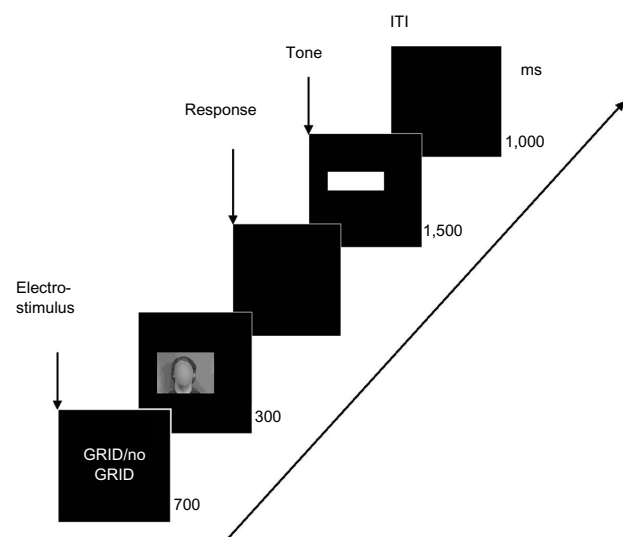 ITI
Tone
ms
Response
1,000
1,500
Electro-
stimulus
300
GRID/no
GRID
700